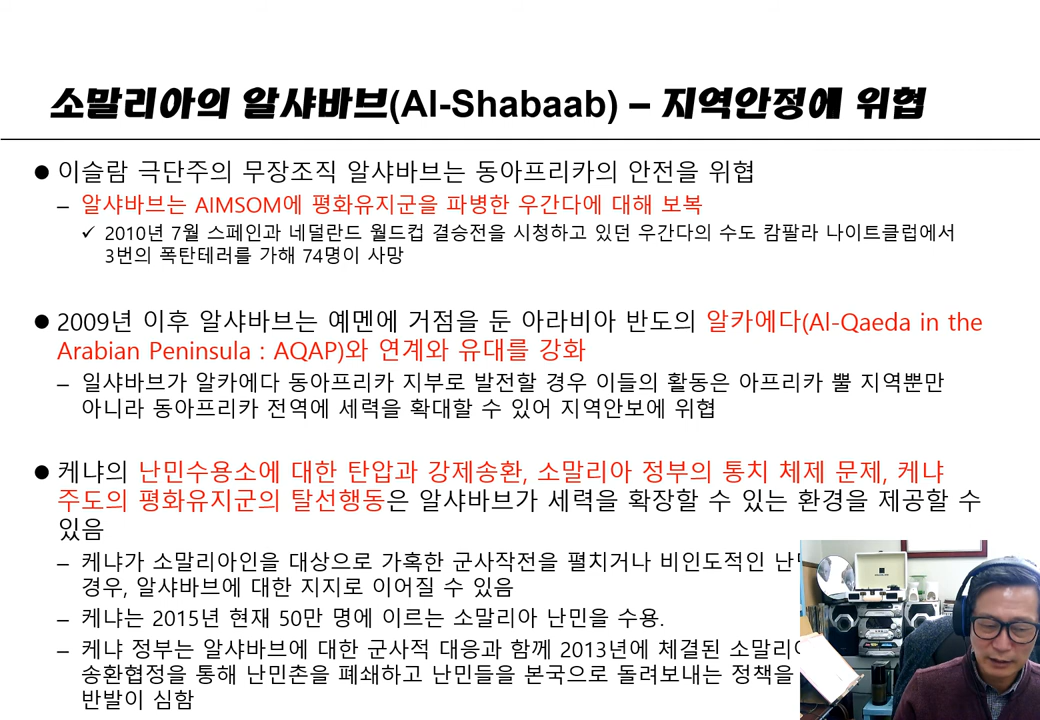 소말리아의 알샤바브(Al-Shabaab) – 지역안정에 위협
● 이슬람 극단주의 무장조직 알샤바브는 동아프리카의 안전을 위협
– 알샤바브는 AIMSOM에 평화유지군을 파병한 우간다에 대해 보복
✓ 2010년 7월 스페인과 네덜란드 월드컵 결승전을 시청하고 있던 우간다의 수도 캄팔라 나이트클럽에서
3번의 폭탄테러를 가해 74명이 사망
● 2009년 이후 알샤바브는 예멘에 거점을 둔 아라비아 반도의 알카에다(Al-Qaeda in the
Arabian Peninsula : AQAP)와 연계와 유대를 강화
– 일샤바브가 알카에다 동아프리카 지부로 발전할 경우 이들의 활동은 아프리카 뿔 지역뿐만
아니라 동아프리카 전역에 세력을 확대할 수 있어 지역안보에 위협
● 케냐의 난민수용소에 대한 탄압과 강제송환, 소말리아 정부의 통치 체제 문제, 케냐
주도의 평화유지군의 탈선행동은 알샤바브가 세력을 확장할 수 있는 환경을 제공할 수
있음
– 케냐가 소말리아인을 대상으로 가혹한 군사작전을 펼치거나 비인도적인
경우, 알샤바브에 대한 지지로 이어질 수 있음
– 케냐는 2015년 현재 50만 명에 이르는 소말리아 난민을 수용.
– 케냐 정부는 알샤바브에 대한 군사적 대응과 함께 2013년에 체결된 소말리아
송환협정을 통해 난민촌을 폐쇄하고 난민들을 본국으로 돌려보내는 정책을
반발이 심함